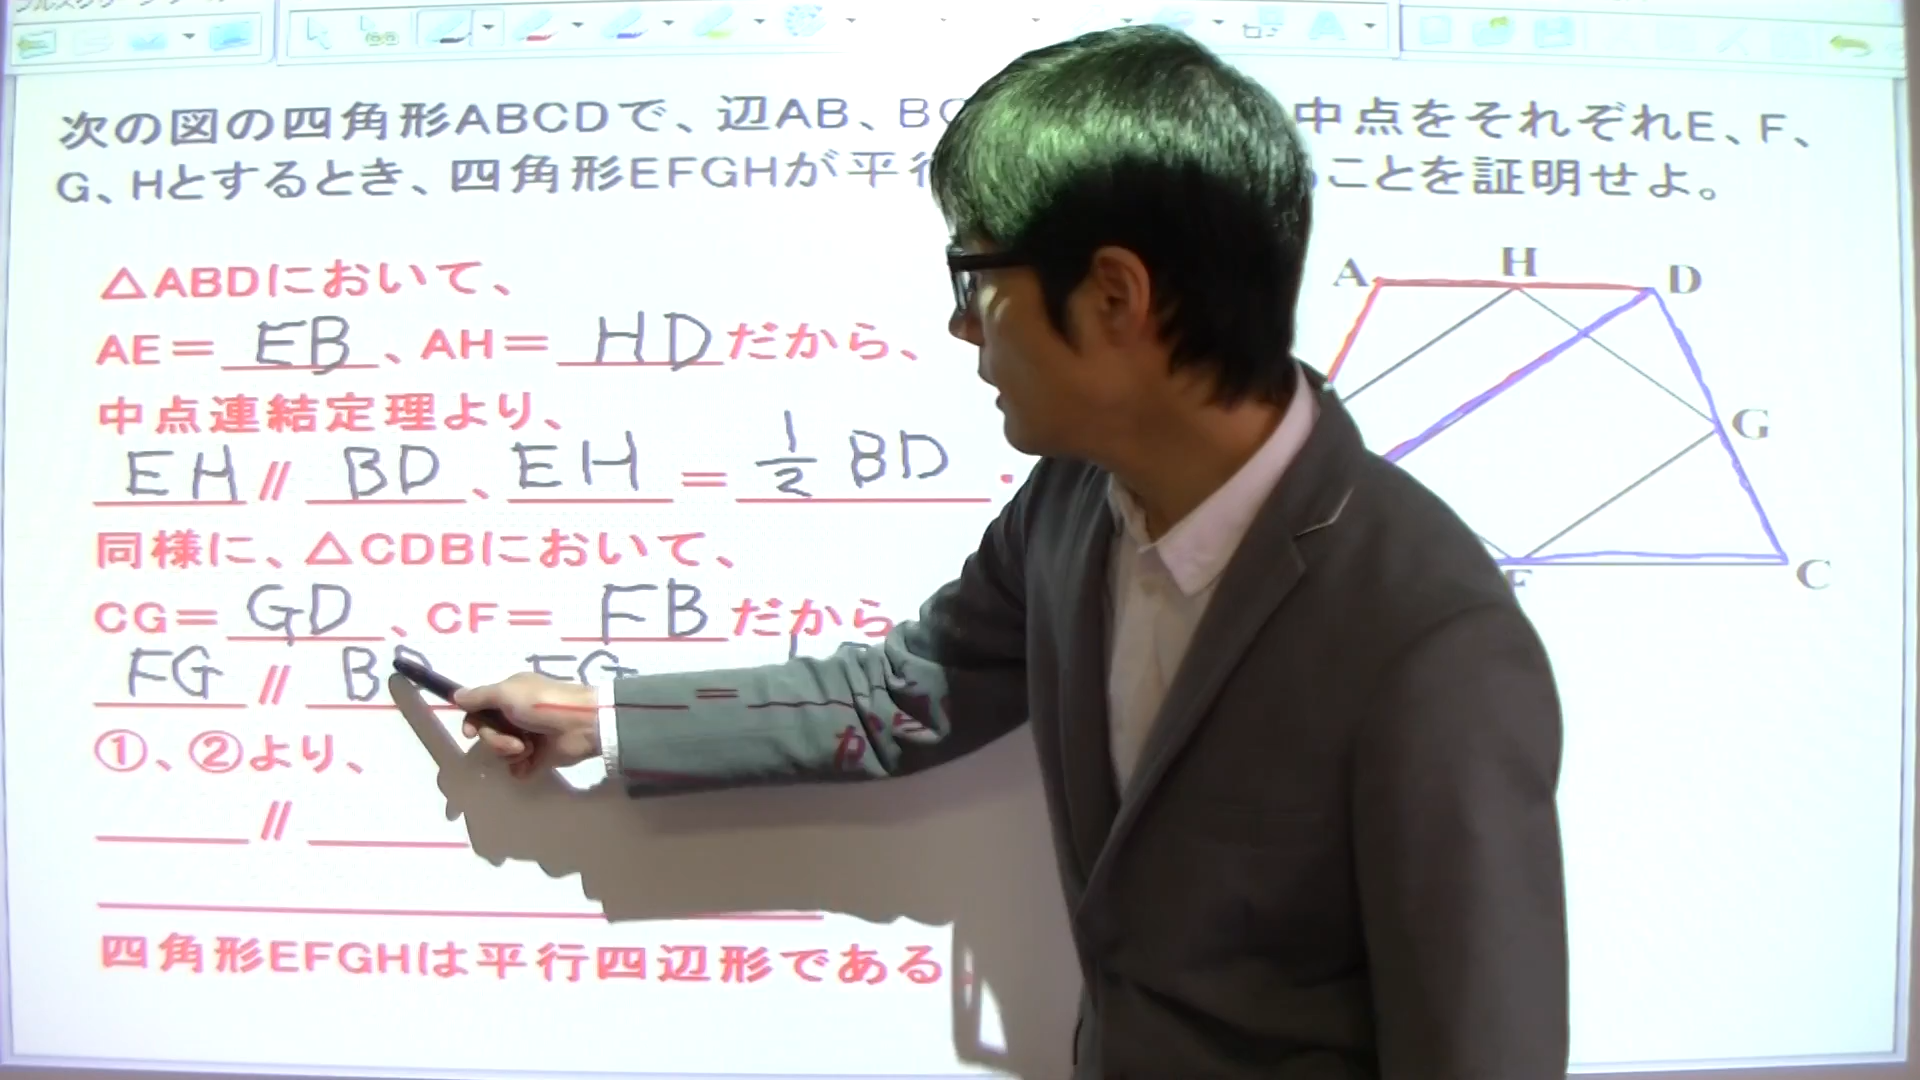 次の図の四角形ABCDで、辺AB、BC 中点をそれぞれE、F、
G、Hとするとき、四角形EFGHが平行 ことを証明せよ。
△ABDにおいて、
AE=EB、AH=HDだから、
中点連結定理より、
EH // BD、EH = 1/2 BD
同様に、△CDBにおいて、
CG=GD、CF=FBだから
FG // BD FG =
から
①、②より、
//
四角形EFGHは平行四辺形である
A H D
G
F C